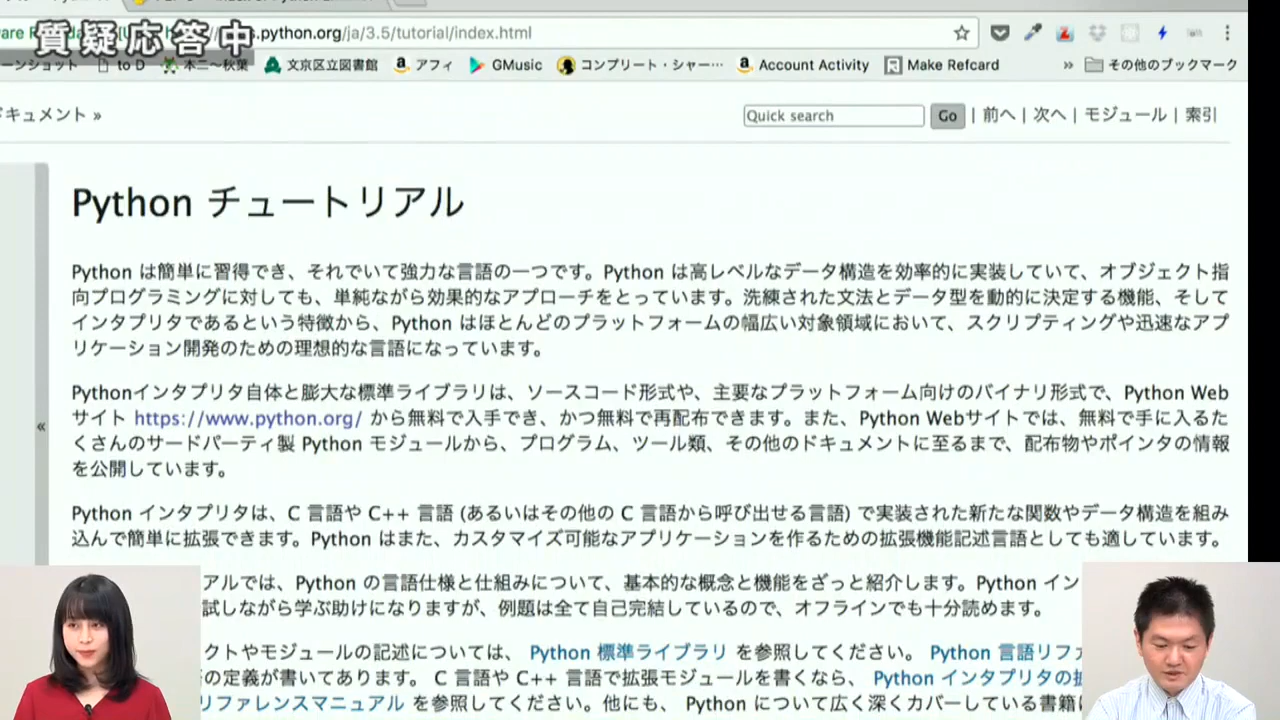 質疑応答中
.python.org/ja/3.5/tutorial/index.html
ーンショット to D 本二〜秋葉 文京区立図書館 アフィ GMusic コンプリート・シャー… Account Activity Make Refcard » その他のブックマーク
ドキュメント »
Quick search Go | 前へ | 次へ | モジュール | 索引
Python チュートリアル
Python は簡単に習得でき、それでいて強力な言語の一つです。Python は高レベルなデータ構造を効率的に実装していて、オブジェクト指
向プログラミングに対しても、単純ながら効果的なアプローチをとっています。洗練された文法とデータ型を動的に決定する機能、そして
インタプリタであるという特徴から、Python はほとんどのプラットフォームの幅広い対象領域において、スクリプティングや迅速なアプ
リケーション開発のための理想的な言語になっています。
Pythonインタプリタ自体と膨大な標準ライブラリは、ソースコード形式や、主要なプラットフォーム向けのバイナリ形式で、Python Web
サイト https://www.python.org/ から無料で入手でき、かつ無料で再配布できます。また、Python Webサイトでは、無料で手に入るた
くさんのサードパーティ製 Python モジュールから、プログラム、ツール類、その他のドキュメントに至るまで、配布物やポインタの情報
を公開しています。
«
Python インタプリタは、C 言語や C++ 言語 (あるいはその他の C 言語から呼び出せる言語) で実装された新たな関数やデータ構造を組み
込んで簡単に拡張できます。Python はまた、カスタマイズ可能なアプリケーションを作るための拡張機能記述言語としても適しています。
アルでは、Python の言語仕様と仕組みについて、基本的な概念と機能をざっと紹介します。Python イン
試しながら学ぶ助けになりますが、例題は全て自己完結しているので、オフラインでも十分読めます。
クトやモジュールの記述については、 Python 標準ライブラリ を参照してください。 Python 言語リファ
の定義が書いてあります。 C 言語や C++ 言語で拡張モジュールを書くなら、 Python インタプリタの拡
リファレンスマニュアル を参照してください。他にも、 Python について広く深くカバーしている書籍